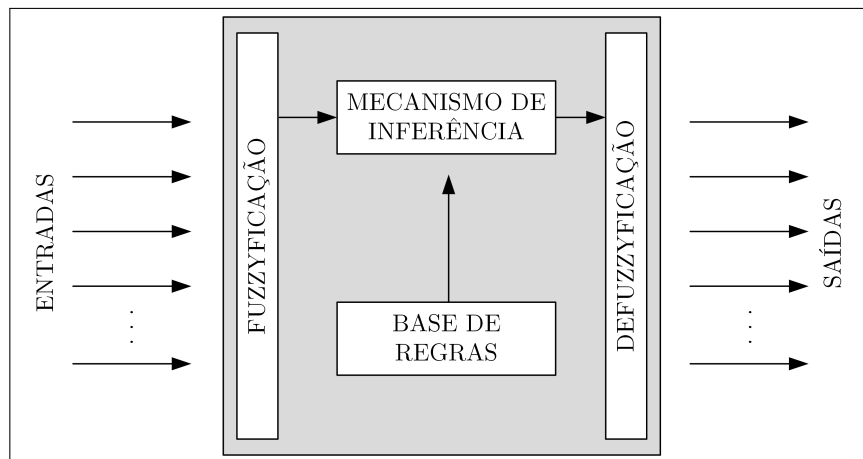 ENTRADAS
FUZZYFICAÇÃO
MECANISMO DE
INFERÊNCIA
BASE DE
REGRAS
DEFUZZYFICAÇÃO
SAÍDAS